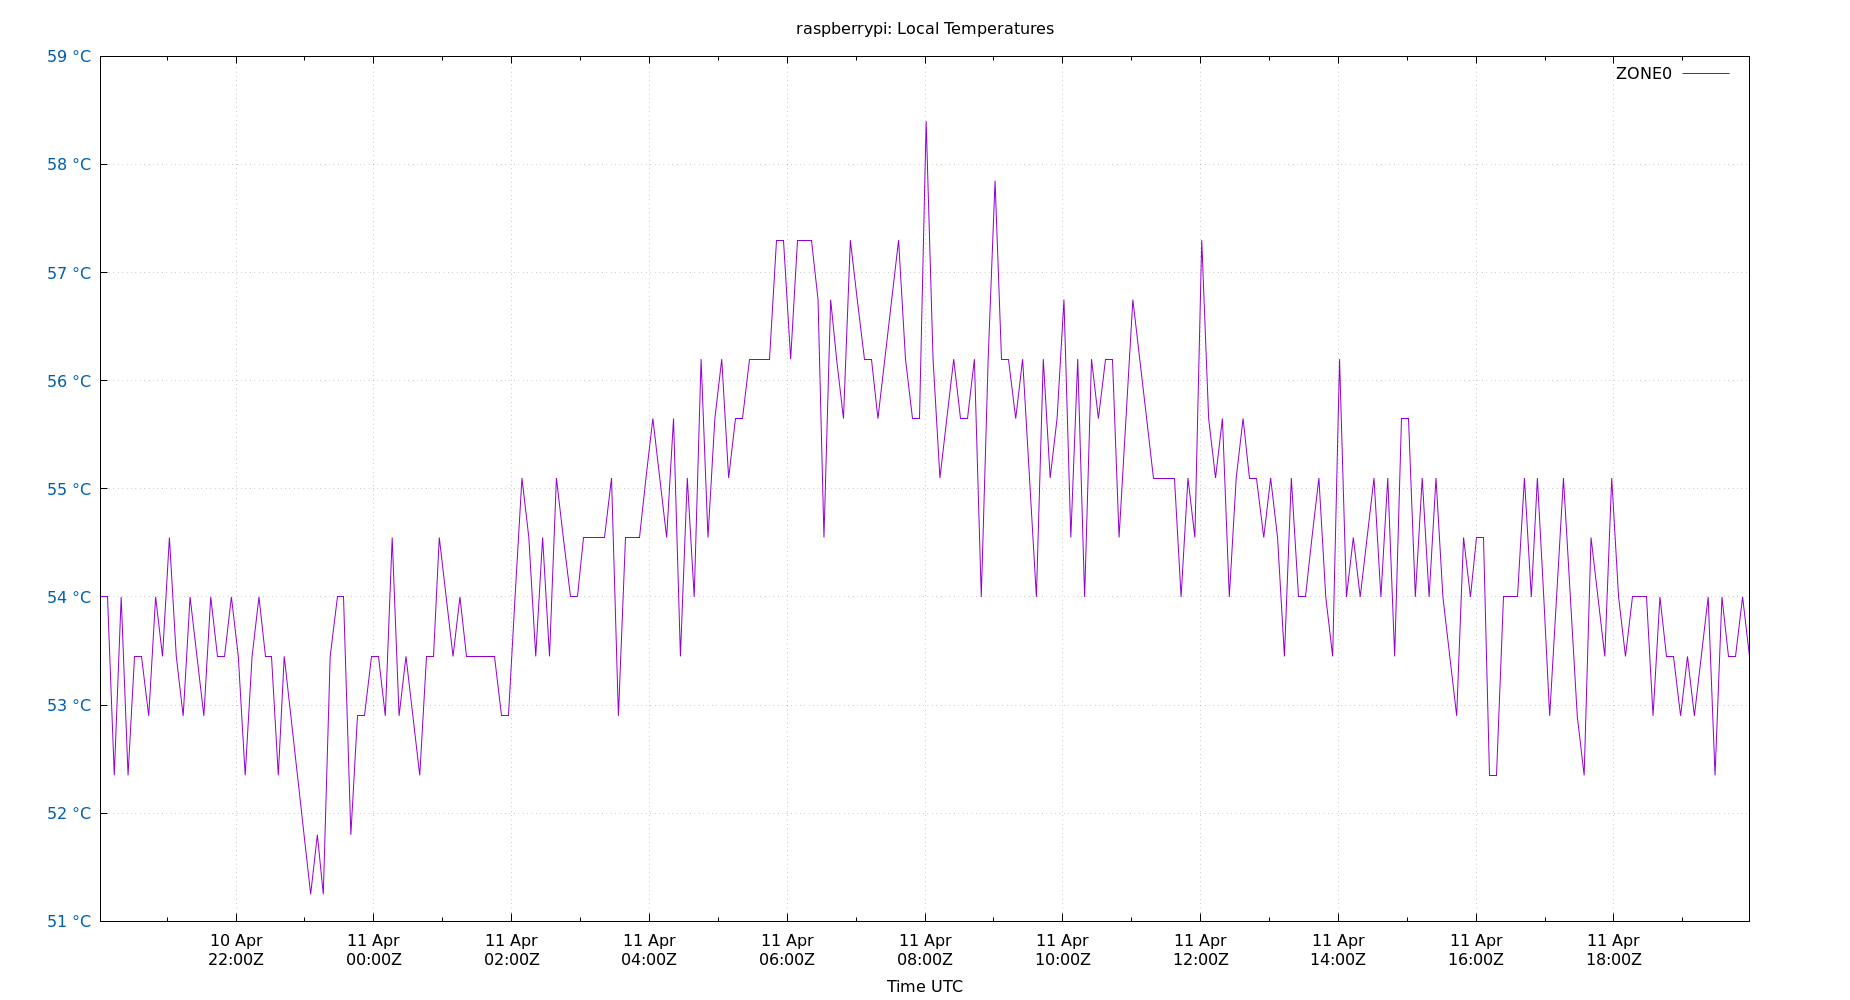 raspberrypi: Local Temperatures
59 °C
ZONE0
58 °C
57 °C
56 °C
55 °C
54 °C
53 °C
52 °C
51 °C
10 Apr 11 Apr 11 Apr 11 Apr 11 Apr 11 Apr 11 Apr 11 Apr 11 Apr 11 Apr 11 Apr
22:00Z 00:00Z 02:00Z 04:00Z 06:00Z 08:00Z 10:00Z 12:00Z 14:00Z 16:00Z 18:00Z
Time UTC